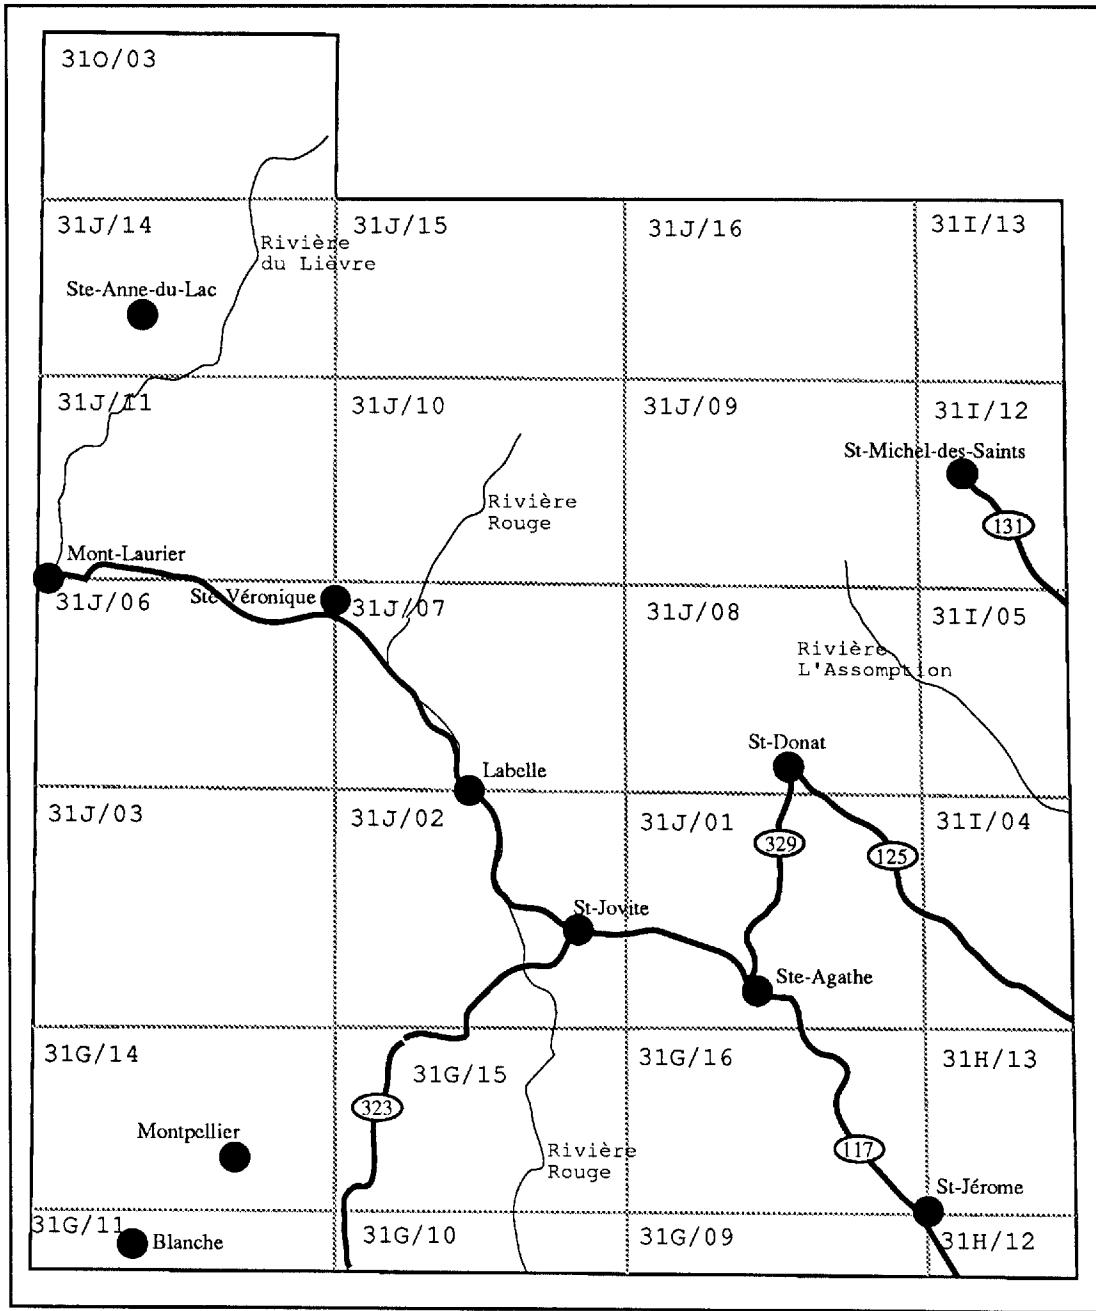 31O/03
31J/14
31J/15
31J/16
31I/13
Rivière
du Lièvre
Ste-Anne-du-Lac
31J/11
31J/10
31J/09
31I/12
St-Michel-des-Saints
Rivière
Rouge
131
Mont-Laurier
31J/06
Ste-Véronique
31J/07
31J/08
31I/05
Rivière
L'Assomption
St-Donat
Labelle
31J/03
31J/02
31J/01
31I/04
329
125
St-Jovite
Ste-Agathe
31G/14
31G/15
31G/16
31H/13
323
Montpellier
117
Rivière
Rouge
St-Jérome
31G/11
Blanche
31G/10
31G/09
31H/12